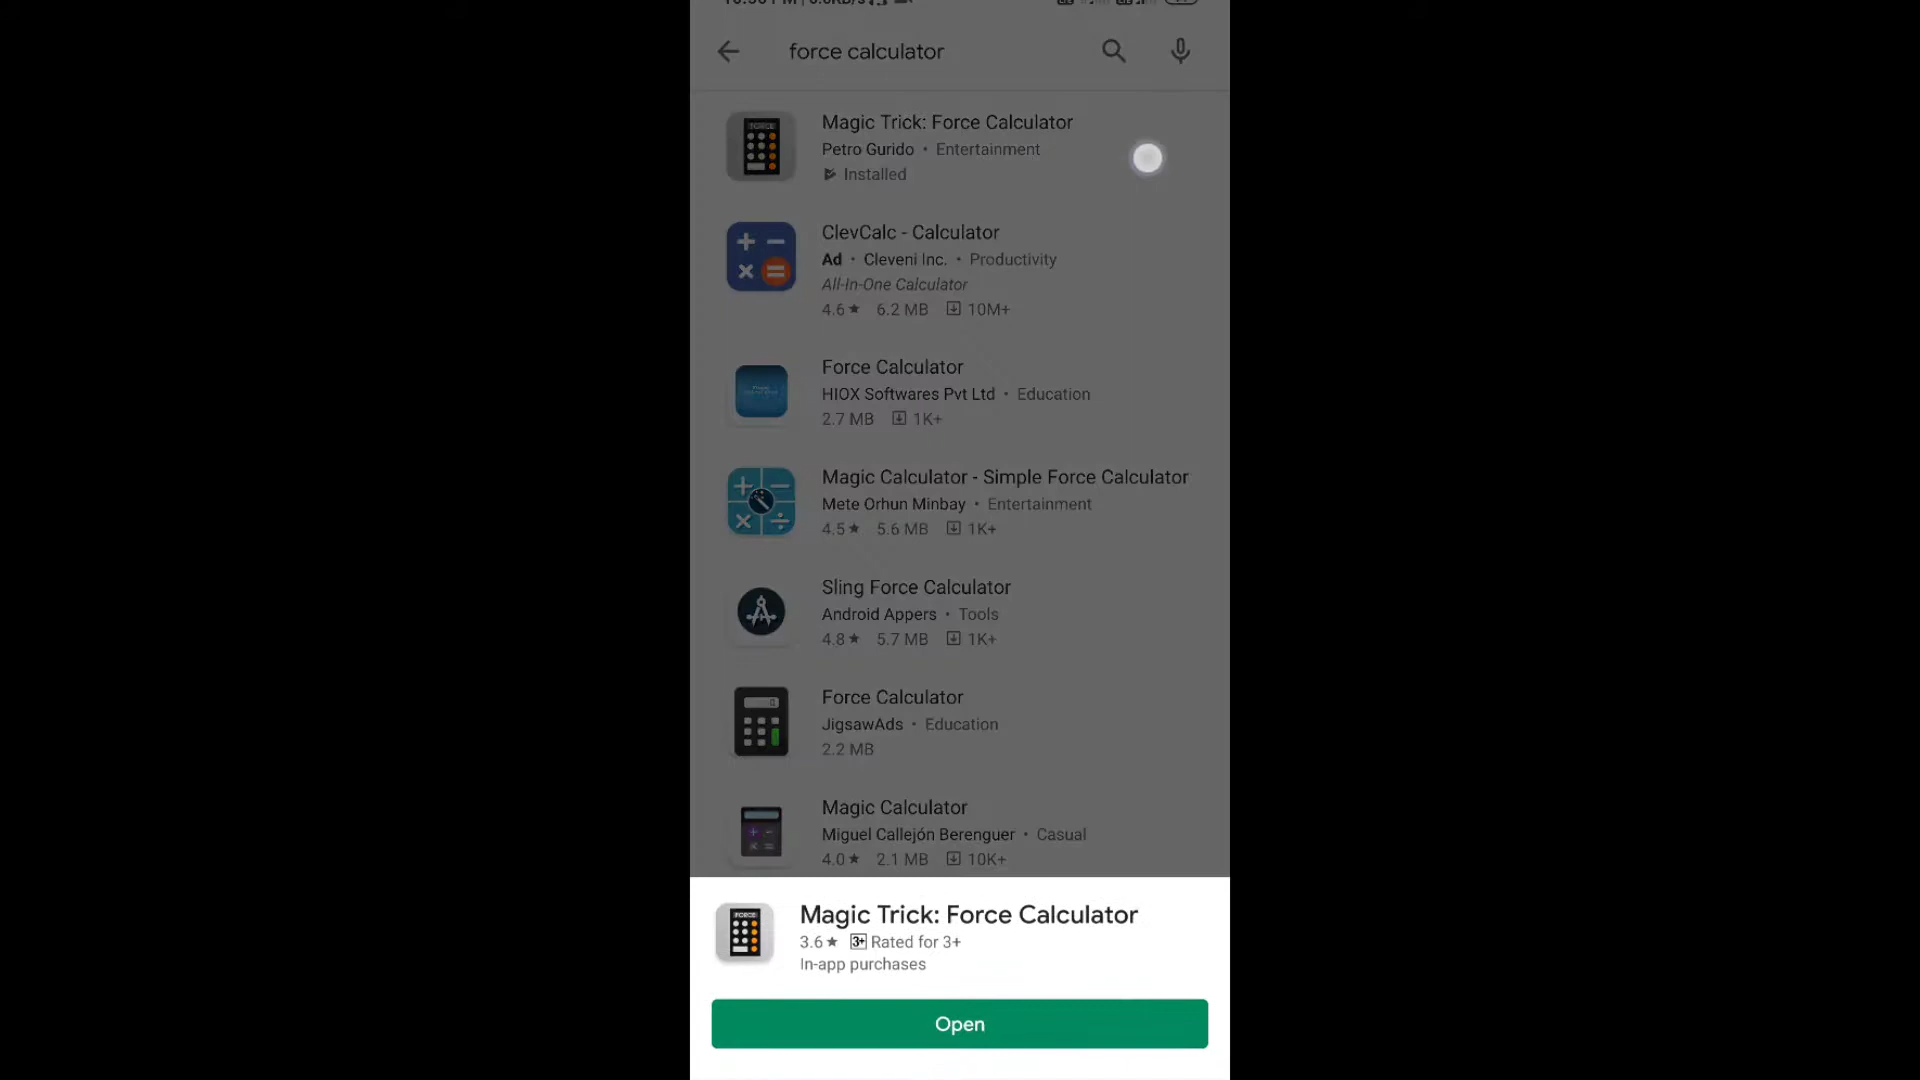 force calculator
Magic Trick: Force Calculator
Petro Gurido • Entertainment
Installed
ClevCalc - Calculator
Ad • Cleveni Inc. • Productivity
All-In-One Calculator
4.6★ 6.2 MB 10M+
Force Calculator
HIOX Softwares Pvt Ltd • Education
2.7 MB 1K+
Magic Calculator - Simple Force Calculator
Mete Orhun Minbay • Entertainment
4.5★ 5.6 MB 1K+
Sling Force Calculator
Android Appers • Tools
4.8★ 5.7 MB 1K+
Force Calculator
JigsawAds • Education
2.2 MB
Magic Calculator
Miguel Callejón Berenguer • Casual
4.0★ 2.1 MB 10K+
FORCE
Magic Trick: Force Calculator
3.6★ 3+ Rated for 3+
In-app purchases
Open